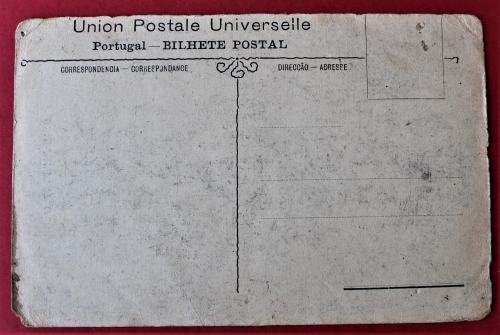 Union Postale Universelle
Portugal — BILHETE POSTAL
CORRESPONDENCIA — CORRESPONDANCE DIRECÇÃO — ADRESSE